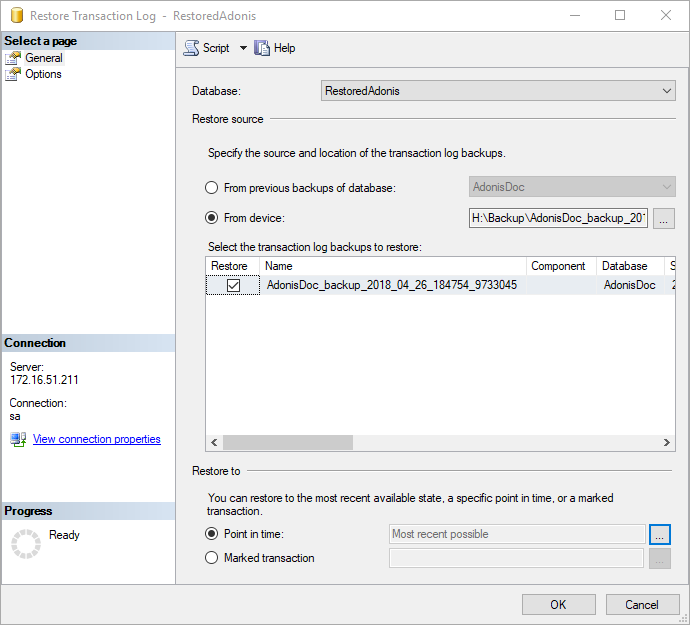 Restore Transaction Log - RestoredAdonis
Select a page
General
Options
Script
Help
Database:
RestoredAdonis
Restore source
Specify the source and location of the transaction log backups.
From previous backups of database:
AdonisDoc
From device:
H:\Backup\AdonisDoc_backup_201
...
Select the transaction log backups to restore:
Restore Name Component Database S
AdonisDoc_backup_2018_04_26_184754_9733045 AdonisDoc 2
Connection
Server:
172.16.51.211
Connection:
sa
View connection properties
Restore to
You can restore to the most recent available state, a specific point in time, or a marked
transaction.
Point in time:
Most recent possible
...
Marked transaction
...
Progress
Ready
OK
Cancel